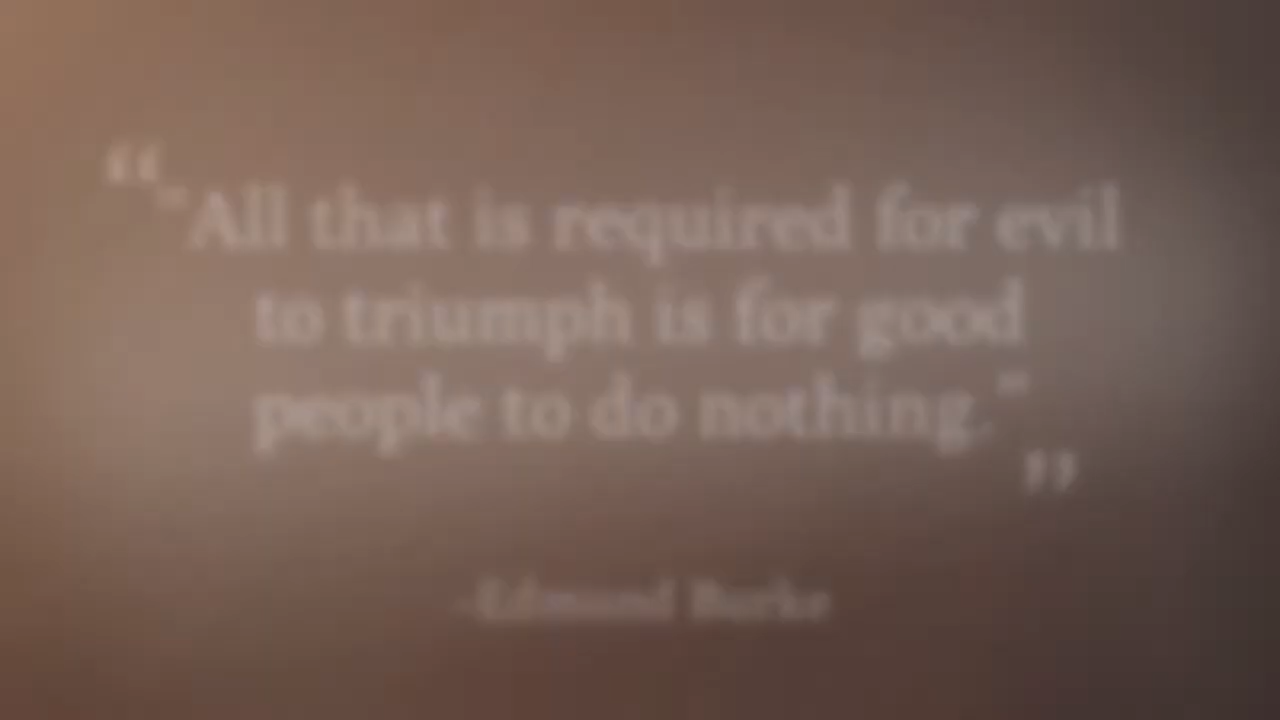 “"All that is required for evil
to triumph is for good
people to do nothing."”
-Edmund Burke